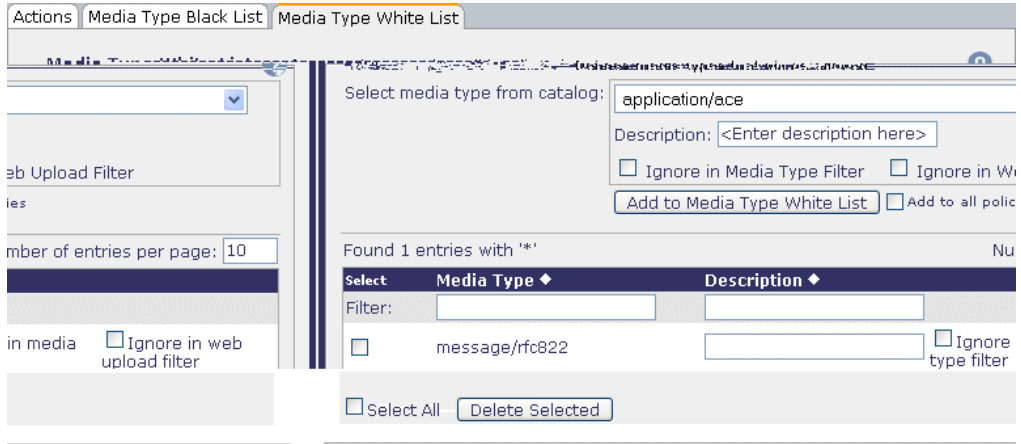 Actions Media Type Black List Media Type White List
Select media type from catalog: application/ace
Description: <Enter description here>
eb Upload Filter
Ignore in Media Type Filter Ignore in We
ies
Add to Media Type White List Add to all polic
mber of entries per page: 10
Found 1 entries with '*' Nu
Select Media Type Description
Filter:
in media Ignore in web
upload filter
message/rfc822 Ignore
type filter
Select All Delete Selected